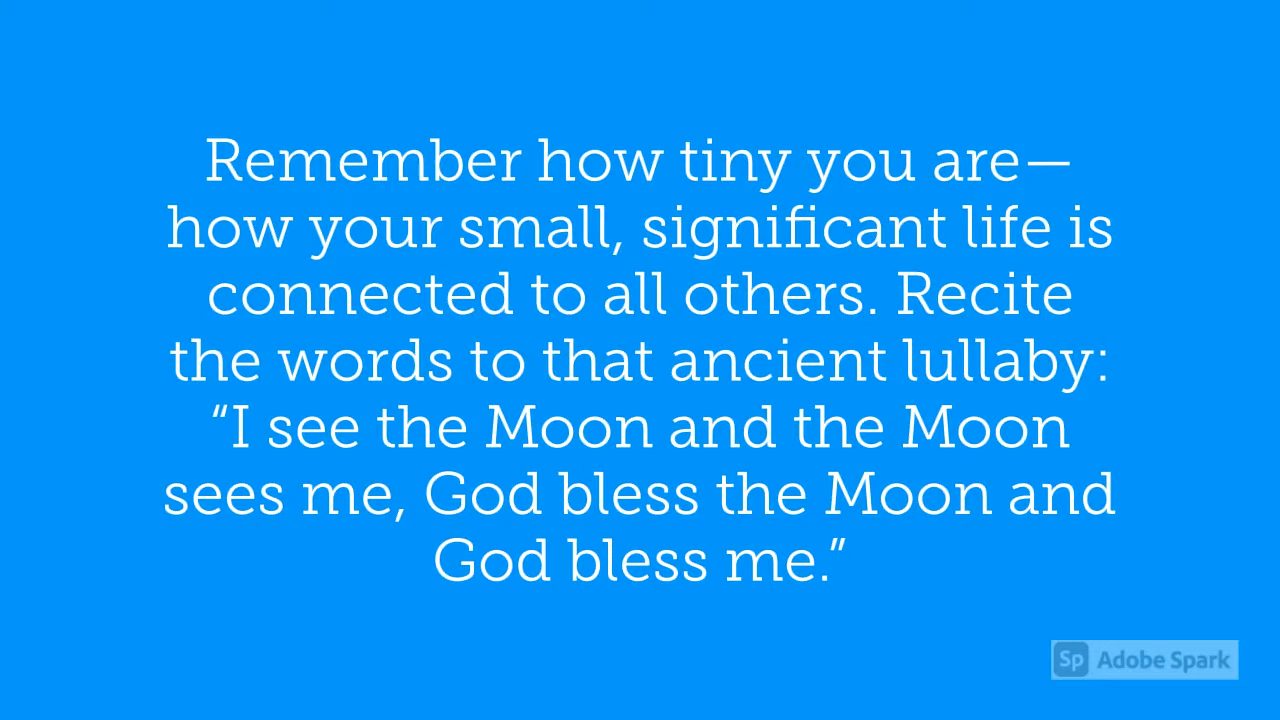 Remember how tiny you are—
how your small, significant life is
connected to all others. Recite
the words to that ancient lullaby:
“I see the Moon and the Moon
sees me, God bless the Moon and
God bless me.”
Sp Adobe Spark